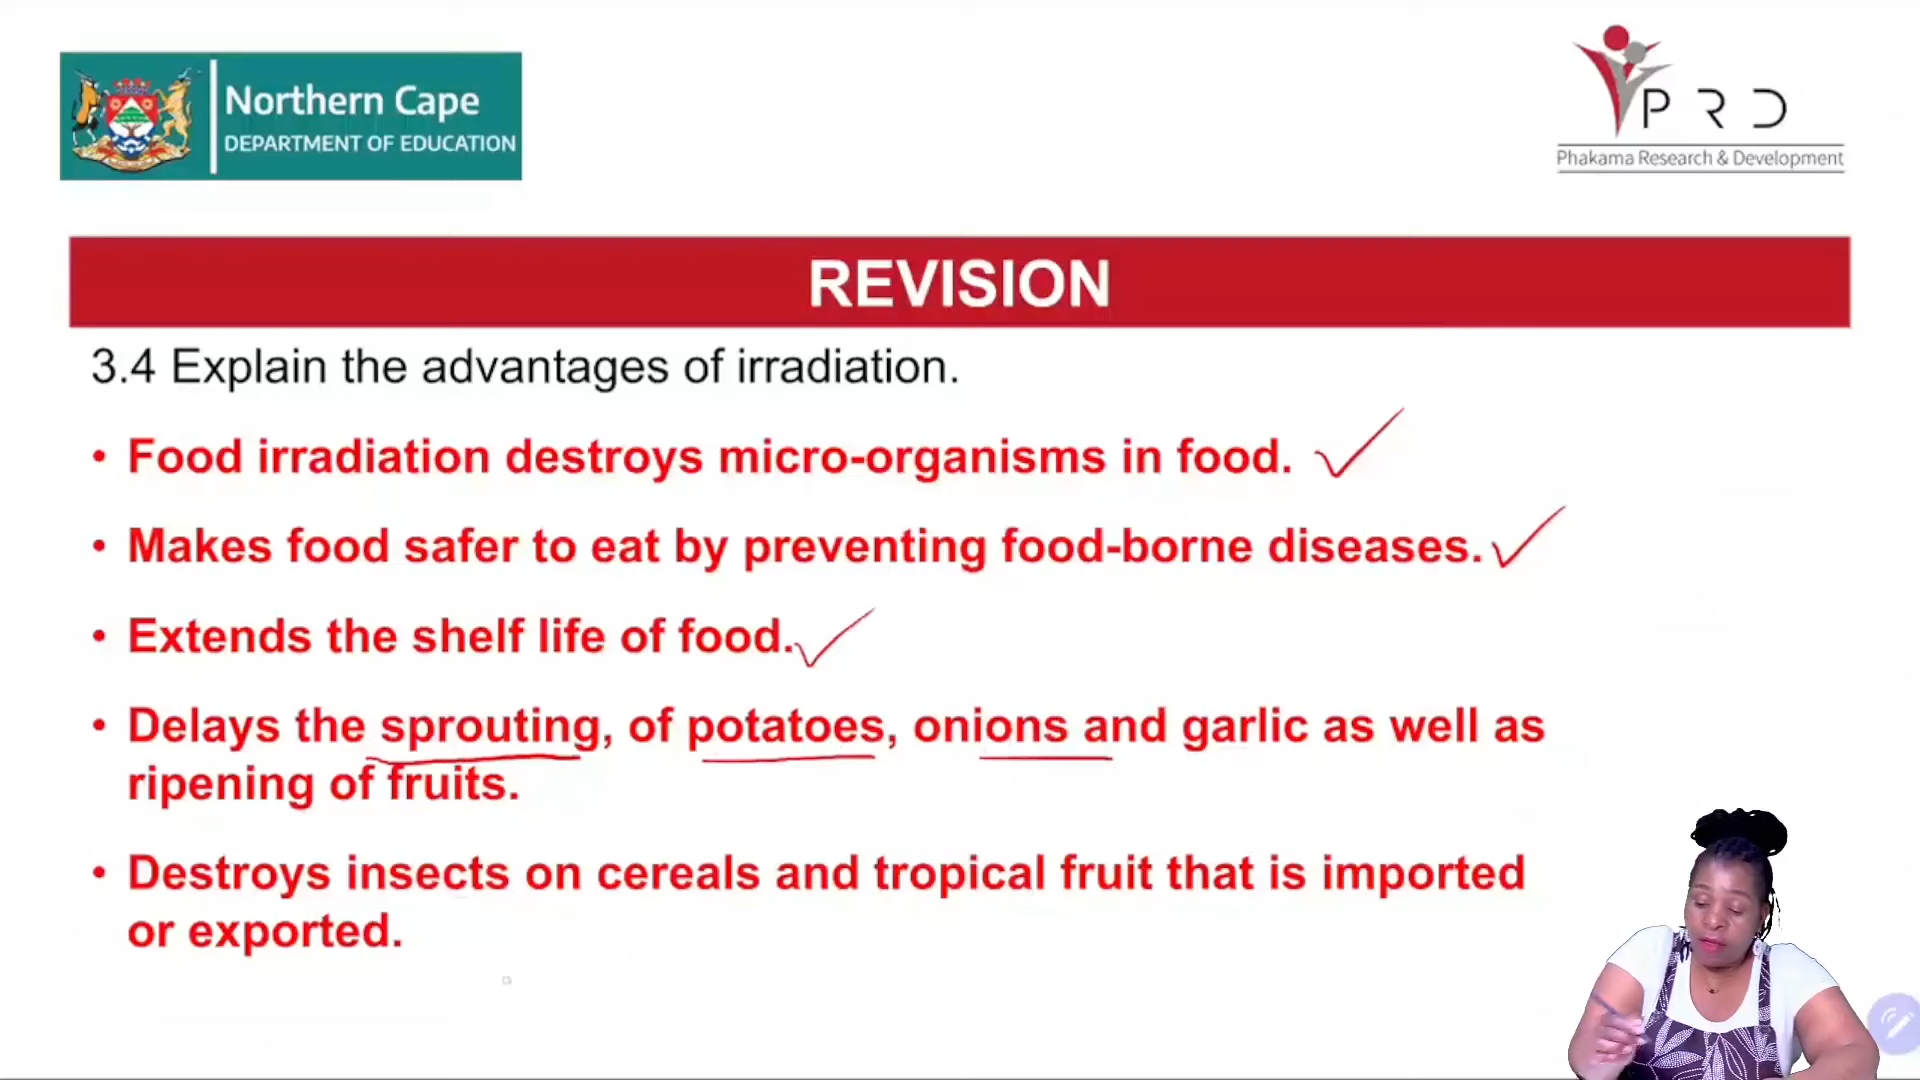 Northern Cape
DEPARTMENT OF EDUCATION
PRD
Phakama Research & Development
REVISION
3.4 Explain the advantages of irradiation.
• Food irradiation destroys micro-organisms in food.
• Makes food safer to eat by preventing food-borne diseases.
• Extends the shelf life of food.
• Delays the sprouting, of potatoes, onions and garlic as well as
ripening of fruits.
• Destroys insects on cereals and tropical fruit that is imported
or exported.